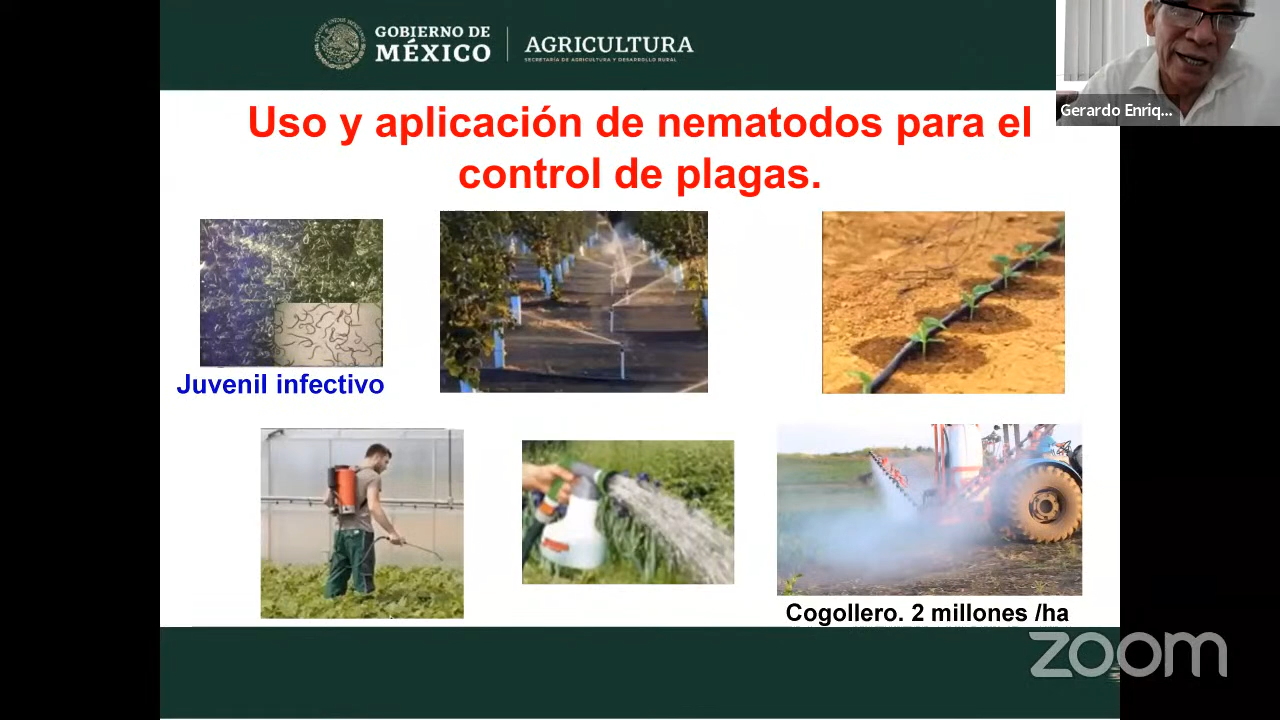 GOBIERNO DE
MÉXICO
AGRICULTURA
SECRETARÍA DE AGRICULTURA Y DESARROLLO RURAL
Gerardo Enriq...
Uso y aplicación de nematodos para el
control de plagas.
Juvenil infectivo
Cogollero. 2 millones /ha
zoom